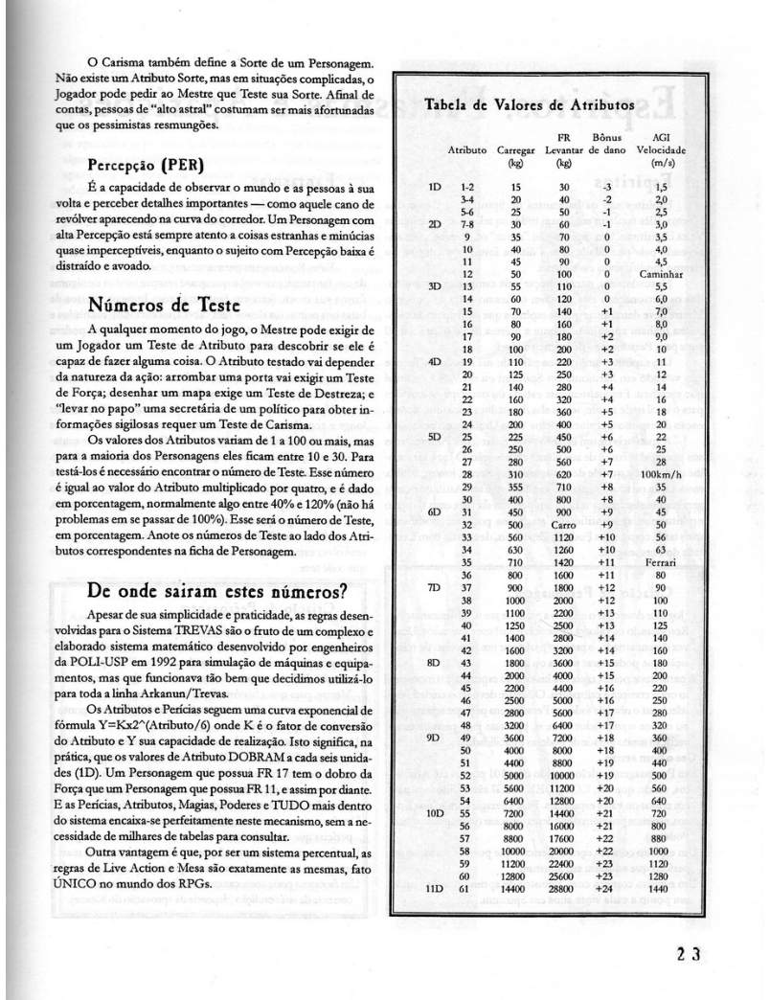 O Carisma também define a Sorte de um Personagem.
Não existe um Atributo Sorte, mas em situações complicadas, o
Jogador pode pedir ao Mestre que Teste sua Sorte. Afinal de
contas, pessoas de “alto astral” costumam ser mais afortunadas
que os pessimistas resmungões.
Percepção (PER)
É a capacidade de observar o mundo e as pessoas à sua
volta e perceber detalhes importantes — como aquele cano de
revólver aparecendo na curva do corredor. Um Personagem com
alta Percepção está sempre atento a coisas estranhas e minúcias
quase imperceptíveis, enquanto o sujeito com Percepção baixa é
distraído e avoado.
Números de Teste
A qualquer momento do jogo, o Mestre pode exigir de
um Jogador um Teste de Atributo para descobrir se ele é
capaz de fazer alguma coisa. O Atributo testado vai depender
da natureza da ação: arrombar uma porta vai exigir um Teste
de Força; desenhar um mapa exige um Teste de Destreza; e
“levar no papo” uma secretária de um político para obter in-
formações sigilosas requer um Teste de Carisma.
Os valores dos Atributos variam de 1 a 100 ou mais, mas
para a maioria dos Personagens eles ficam entre 10 e 30. Para
testá-los é necessário encontrar o número de Teste. Esse número
é igual ao valor do Atributo multiplicado por quatro, e é dado
em porcentagem, normalmente algo entre 40% e 120% (não há
problemas em se passar de 100%). Esse será o número de Teste,
em porcentagem. Anote os números de Teste ao lado dos Atri-
butos correspondentes na ficha de Personagem.
De onde sairam estes números?
Apesar de sua simplicidade e praticidade, as regras desen-
volvidas para o Sistema TREVAS são o fruto de um complexo e
elaborado sistema matemático desenvolvido por engenheiros
da POLI-USP em 1992 para simulação de máquinas e equipa-
mentos, mas que funcionava tão bem que decidimos utilizá-lo
para toda a linha Arkanun/Trevas.
Os Atributos e Perícias seguem uma curva exponencial de
fórmula Y=Kx2^(Atributo/6) onde K é o fator de conversão
do Atributo e Y sua capacidade de realização. Isto significa, na
prática, que os valores de Atributo DOBRAM a cada seis unida-
des (1D). Um Personagem que possua FR 17 tem o dobro da
Força que um Personagem que possua FR 11, e assim por diante.
E as Perícias, Atributos, Magias, Poderes e TUDO mais dentro
do sistema encaixa-se perfeitamente neste mecanismo, sem a ne-
cessidade de milhares de tabelas para consultar.
Outra vantagem é que, por ser um sistema percentual, as
regras de Live Action e Mesa são exatamente as mesmas, fato
ÚNICO no mundo dos RPGs.
Tabela de Valores de Atributos
FR Bônus AGI
Atributo Carregar Levantar de dano Velocidade
(kg) (kg) (m/s)
1D 1-2 15 30 -3 1,5
3-4 20 40 -2 2,0
5-6 25 50 -1 2,5
2D 7-8 30 60 -1 3,0
9 35 70 0 3,5
10 40 80 0 4,0
11 45 90 0 4,5
12 50 100 0 Caminhar
3D 13 55 110 0 5,5
14 60 120 0 6,0
15 70 140 +1 7,0
16 80 160 +1 8,0
17 90 180 +2 9,0
18 100 200 +2 10
4D 19 110 220 +3 11
20 125 250 +3 12
21 140 280 +4 14
22 160 320 +4 16
23 180 360 +5 18
24 200 400 +5 20
5D 25 225 450 +6 22
26 250 500 +6 25
27 280 560 +7 28
28 310 620 +7 100km/h
29 355 710 +8 35
30 400 800 +8 40
6D 31 450 900 +9 45
32 500 Carro +9 50
33 560 1120 +10 56
34 630 1260 +10 63
35 710 1420 +11 Ferrari
36 800 1600 +11 80
7D 37 900 1800 +12 90
38 1000 2000 +12 100
39 1100 2200 +13 110
40 1250 2500 +13 125
41 1400 2800 +14 140
42 1600 3200 +14 160
8D 43 1800 3600 +15 180
44 2000 4000 +15 200
45 2200 4400 +16 220
46 2500 5000 +16 250
47 2800 5600 +17 280
48 3200 6400 +17 320
9D 49 3600 7200 +18 360
50 4000 8000 +18 400
51 4400 8800 +19 440
52 5000 10000 +19 500
53 5600 11200 +20 560
54 6400 12800 +20 640
10D 55 7200 14400 +21 720
56 8000 16000 +21 800
57 8800 17600 +22 880
58 10000 20000 +22 1000
59 11200 22400 +23 1120
60 12800 25600 +23 1280
11D 61 14400 28800 +24 1440
23